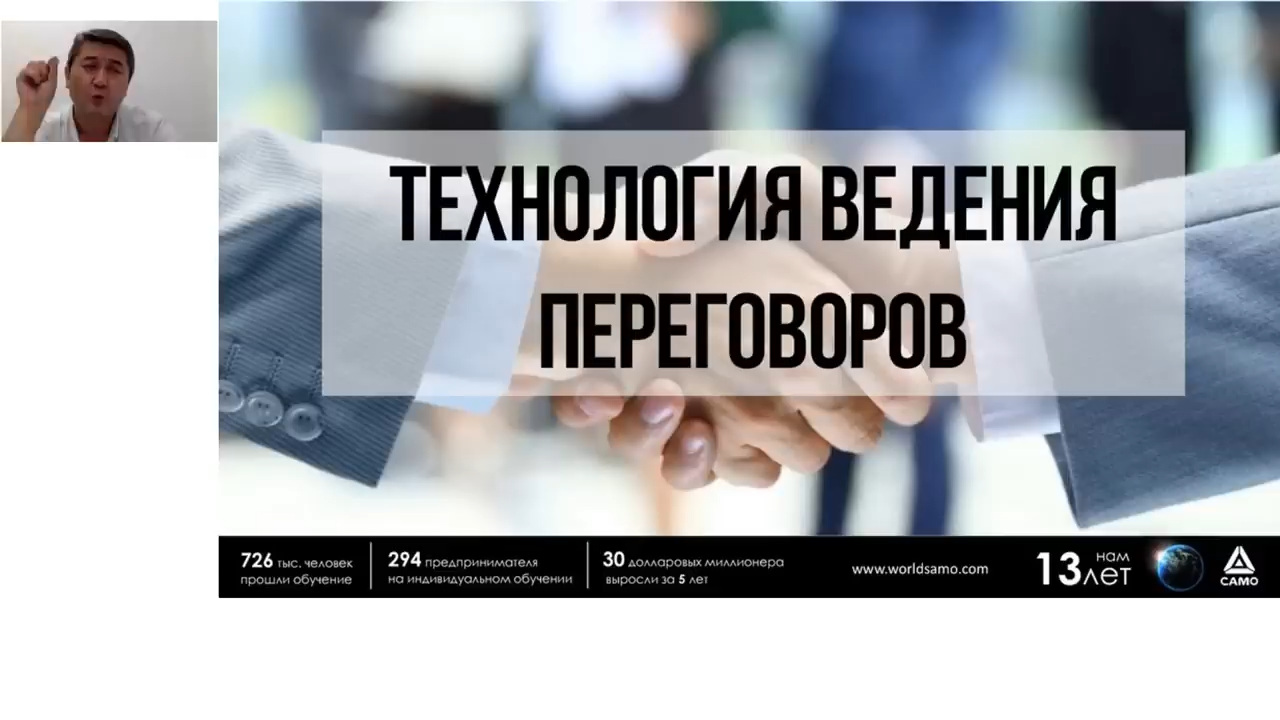 ТЕХНОЛОГИЯ ВЕДЕНИЯ
ПЕРЕГОВОРОВ
726 тыс. человек
прошли обучение
294 предпринимателя
на индивидуальном обучении
30 долларовых миллионера
выросли за 5 лет
www.worldsamo.com
13 нам
лет
САМО